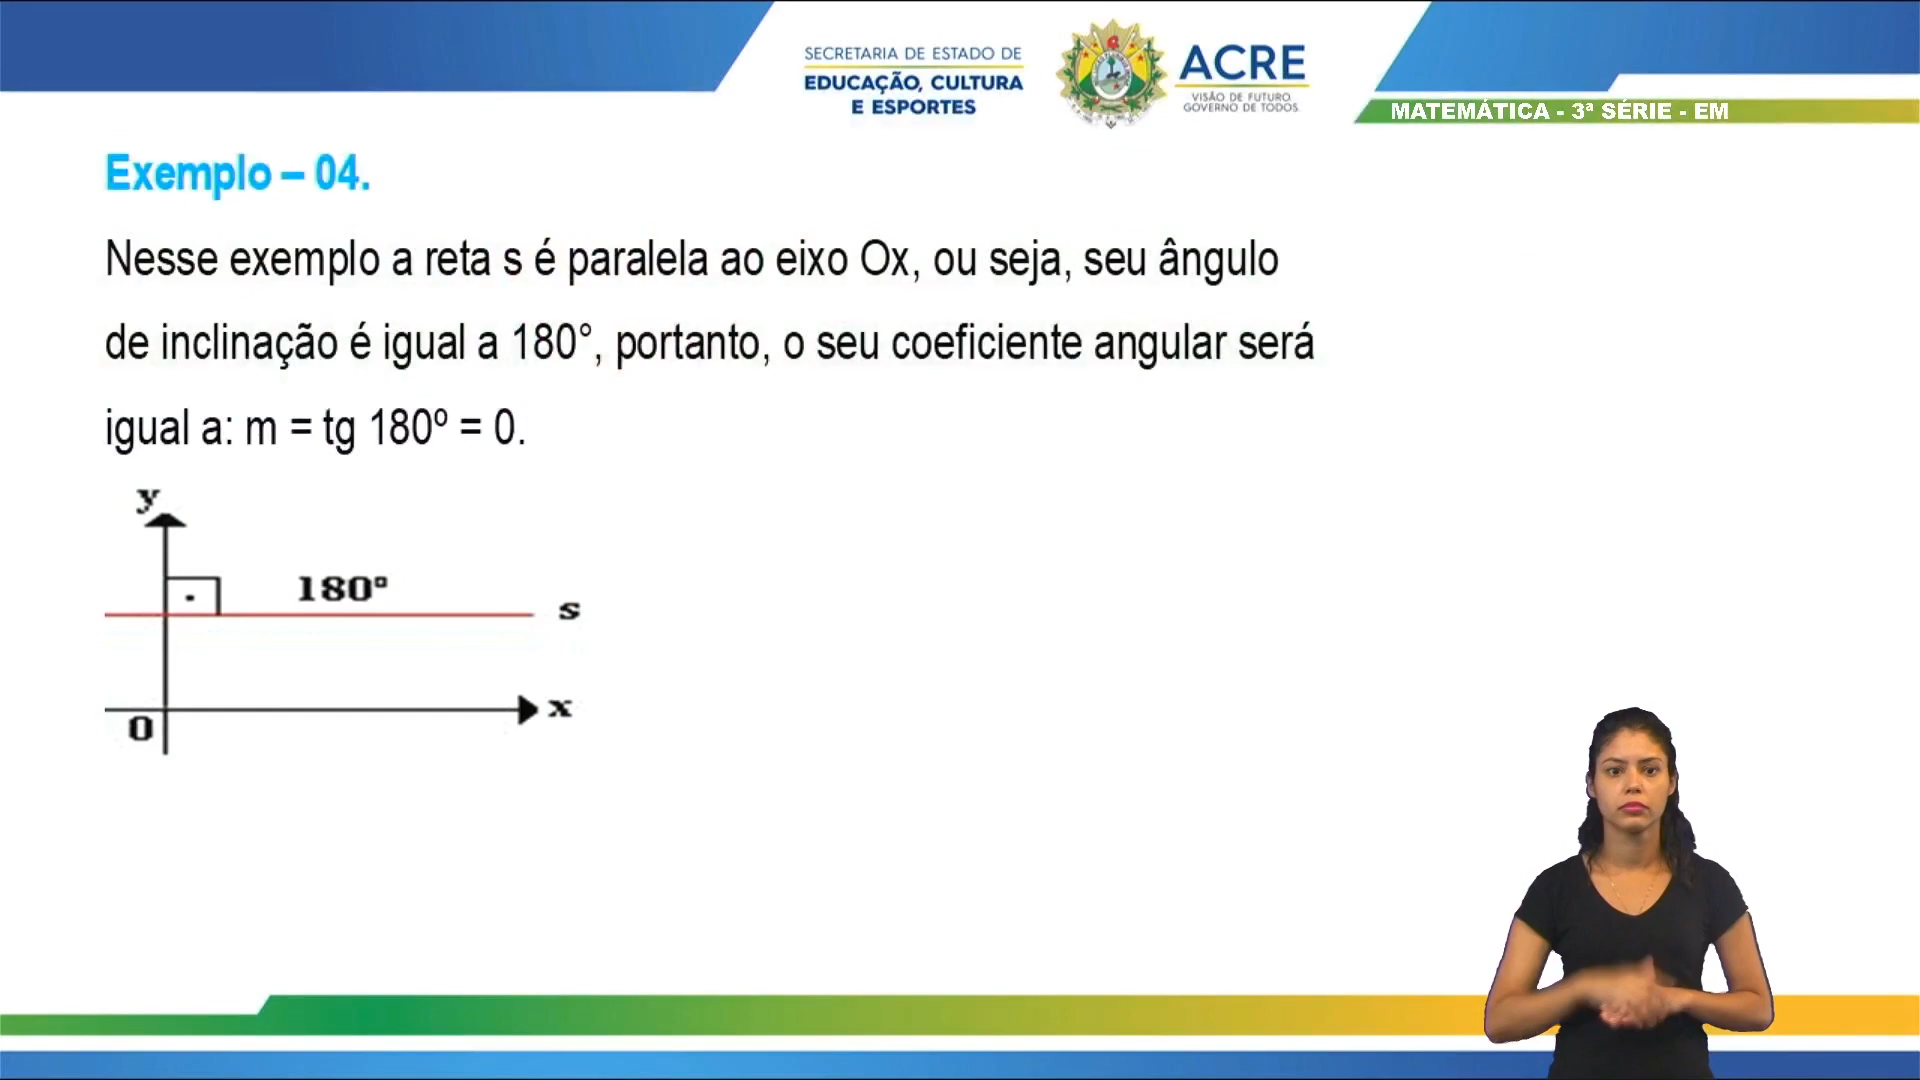 SECRETARIA DE ESTADO DE
EDUCAÇÃO, CULTURA
E ESPORTES
ACRE
VISÃO DE FUTURO.
GOVERNO DE TODOS.
MATEMÁTICA - 3ª SÉRIE - EM
Exemplo – 04.
Nesse exemplo a reta s é paralela ao eixo Ox, ou seja, seu ângulo
de inclinação é igual a 180°, portanto, o seu coeficiente angular será
igual a: m = tg 180º = 0.
y
180º
s
x
0